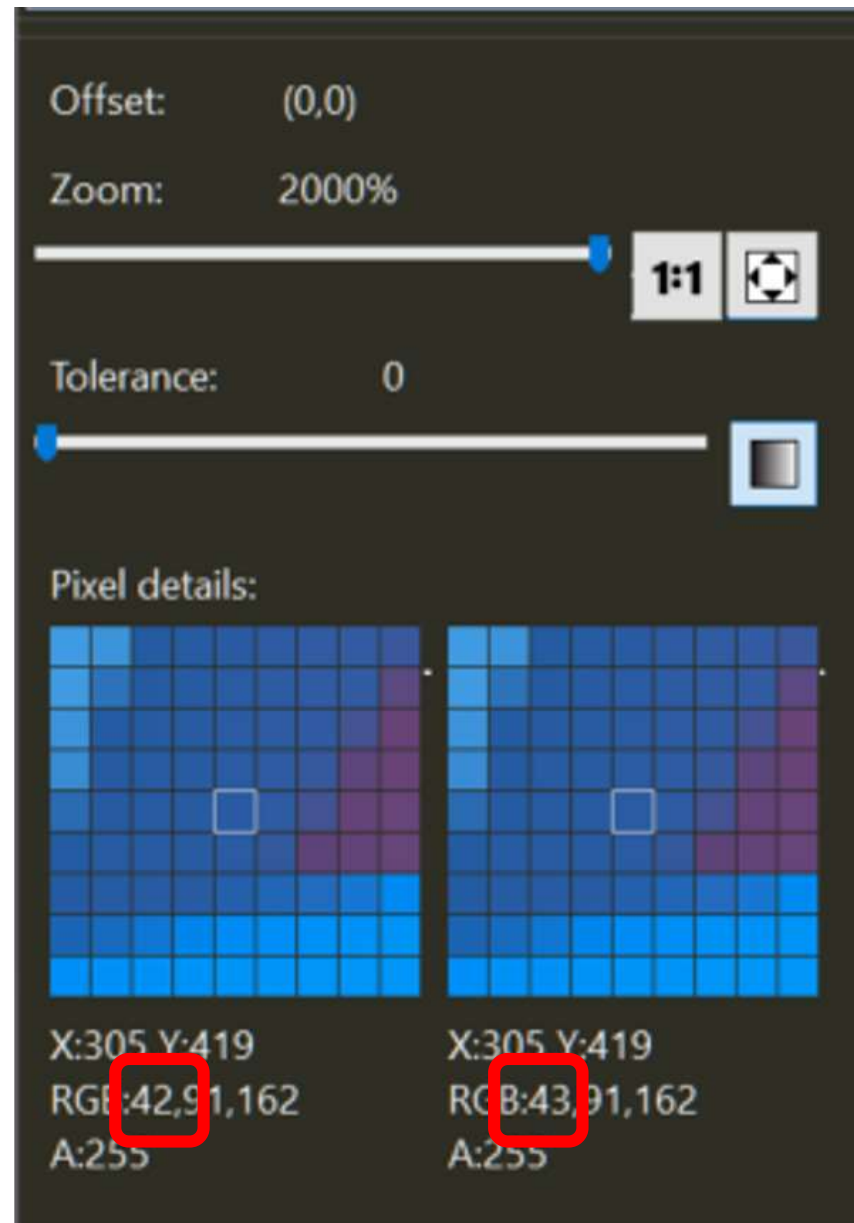 Offset: (0,0)
Zoom: 2000%
1:1
Tolerance: 0
Pixel details:
X:305 Y:419 X:305 Y:419
RGB:42,91,162 RGB:43,91,162
A:255 A:255